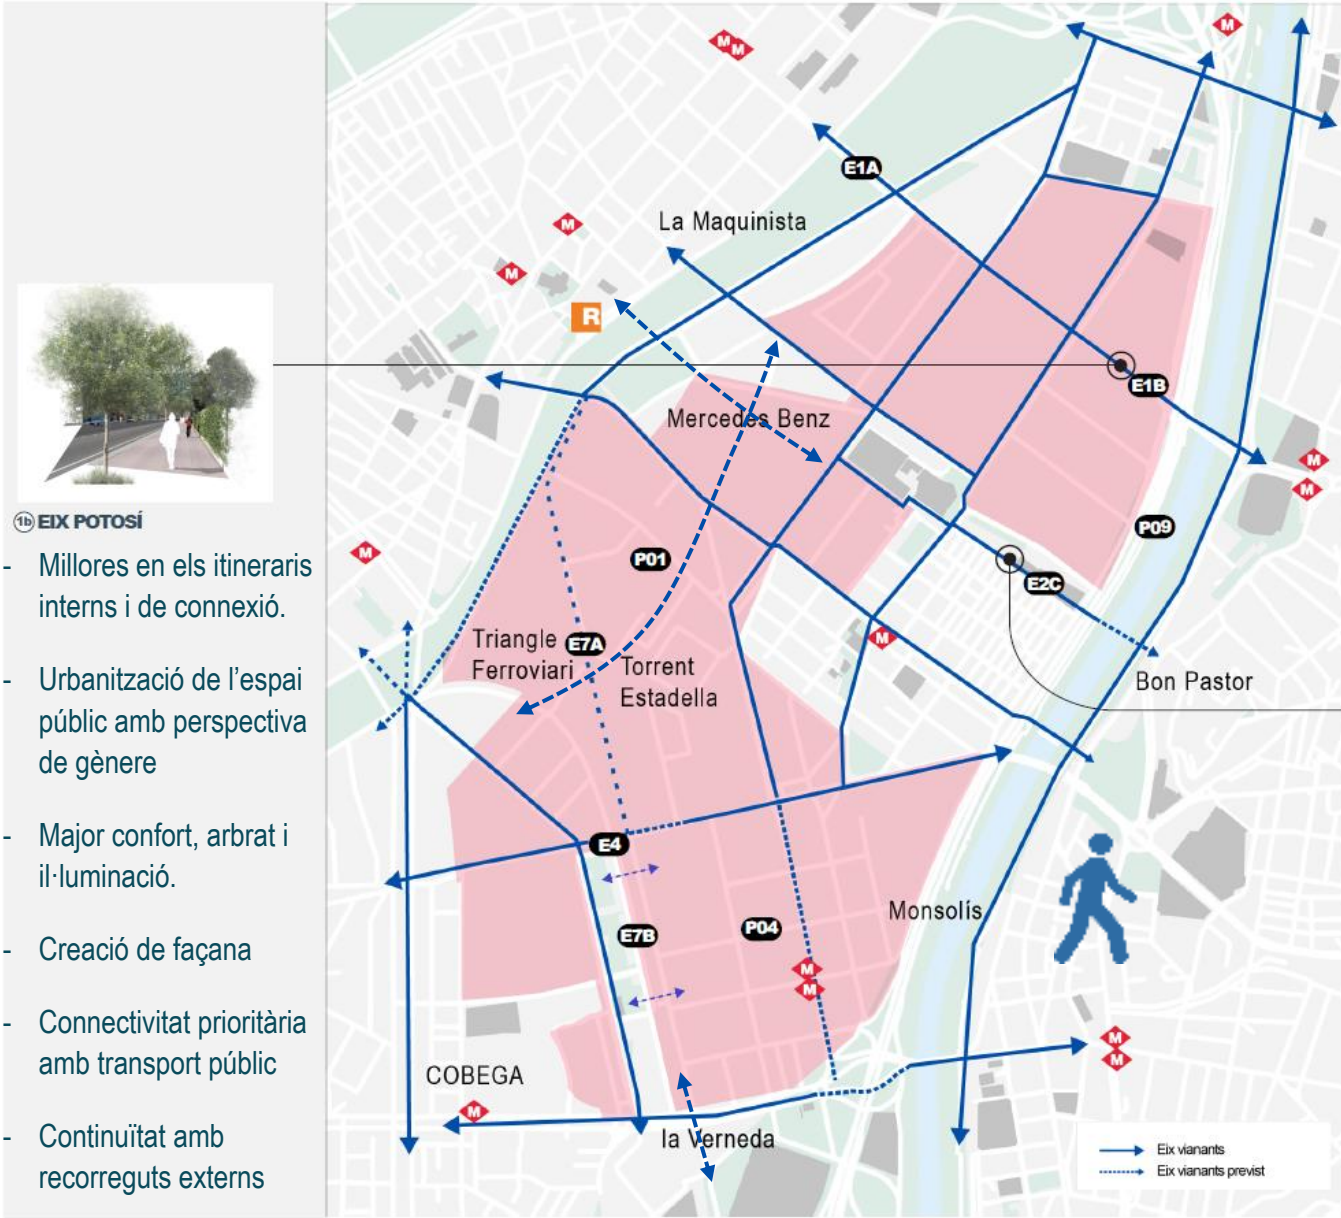 1b EIX POTOSÍ
- Millores en els itineraris
interns i de connexió.
- Urbanització de l’espai
públic amb perspectiva
de gènere
- Major confort, arbrat i
il·luminació.
- Creació de façana
- Connectivitat prioritària
amb transport públic
- Continuïtat amb
recorreguts externs
M
M M
E1A
La Maquinista
M
M
R
E1B
Mercedes Benz
M
M
P09
M
P01
E2C
Triangle
Ferroviari
E7A
Torrent
Estadella
M
Bon Pastor
E4
Monsolís
E7B
P04
M
M
M
M
COBEGA
M
la Verneda
Eix vianants
Eix vianants previst